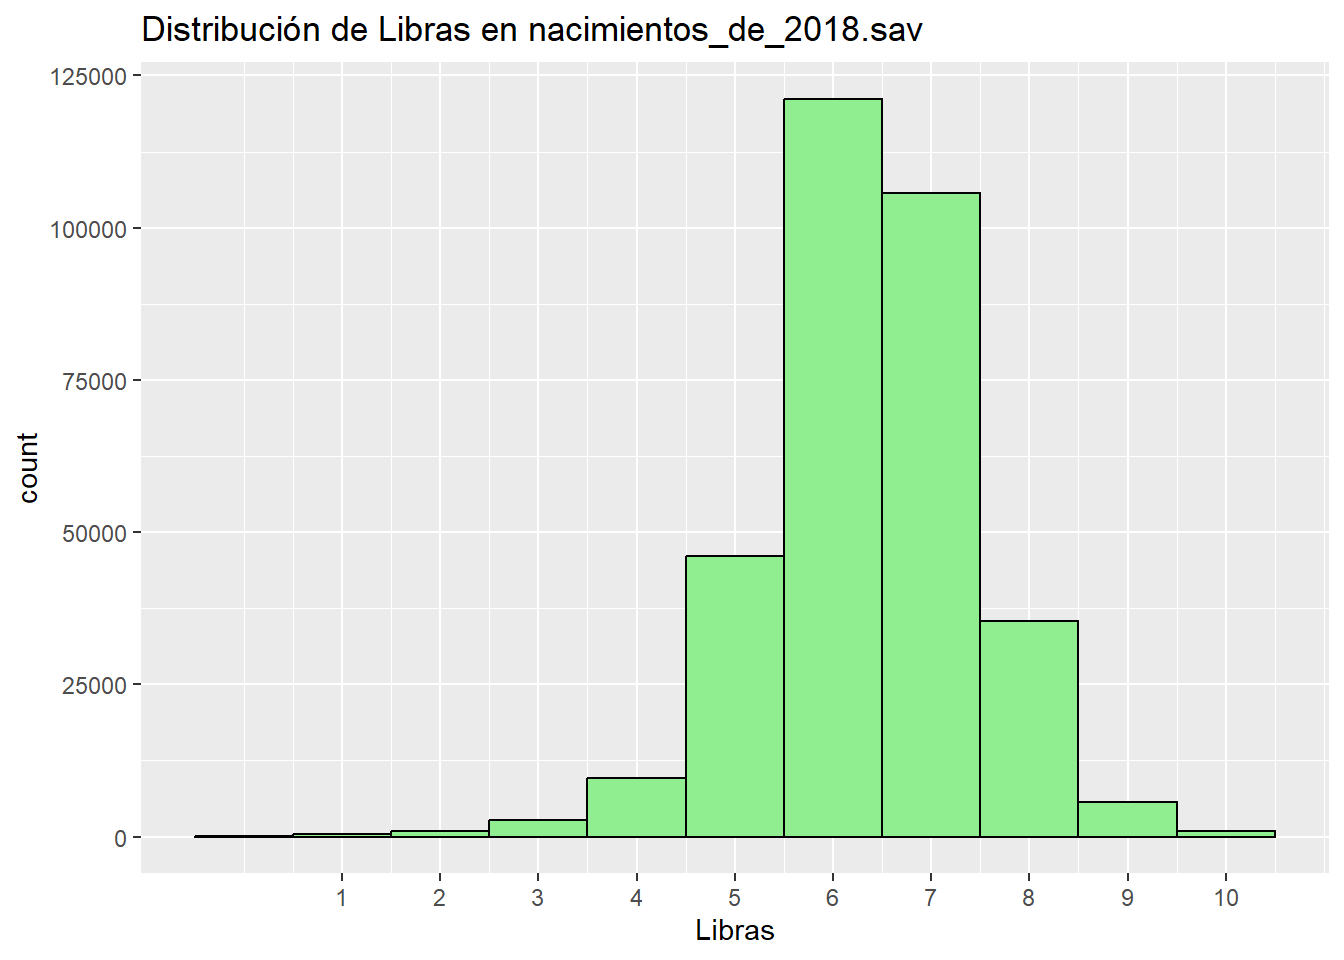 Distribución de Libras en nacimientos_de_2018.sav
125000
100000
75000
50000
25000
0
count
1 2 3 4 5 6 7 8 9 10
Libras